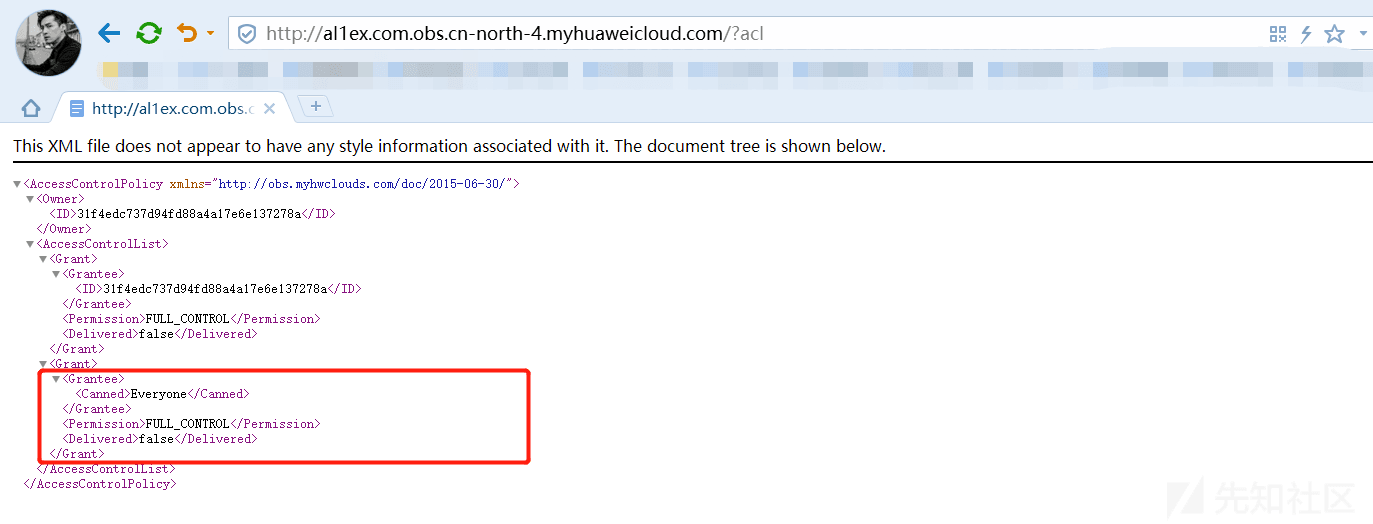 http://al1ex.com.obs.cn-north-4.myhuaweicloud.com/?acl
http://al1ex.com.obs.c
This XML file does not appear to have any style information associated with it. The document tree is shown below.
▼<AccessControlPolicy xmlns="http://obs.myhwclouds.com/doc/2015-06-30/">
▼<Owner>
<ID>31f4edc737d94fd88a4a17e6e137278a</ID>
</Owner>
▼<AccessControlList>
▼<Grant>
▼<Grantee>
<ID>31f4edc737d94fd88a4a17e6e137278a</ID>
</Grantee>
<Permission>FULL_CONTROL</Permission>
<Delivered>false</Delivered>
</Grant>
▼<Grant>
▼<Grantee>
<Canned>Everyone</Canned>
</Grantee>
<Permission>FULL_CONTROL</Permission>
<Delivered>false</Delivered>
</Grant>
</AccessControlList>
</AccessControlPolicy>
先知社区